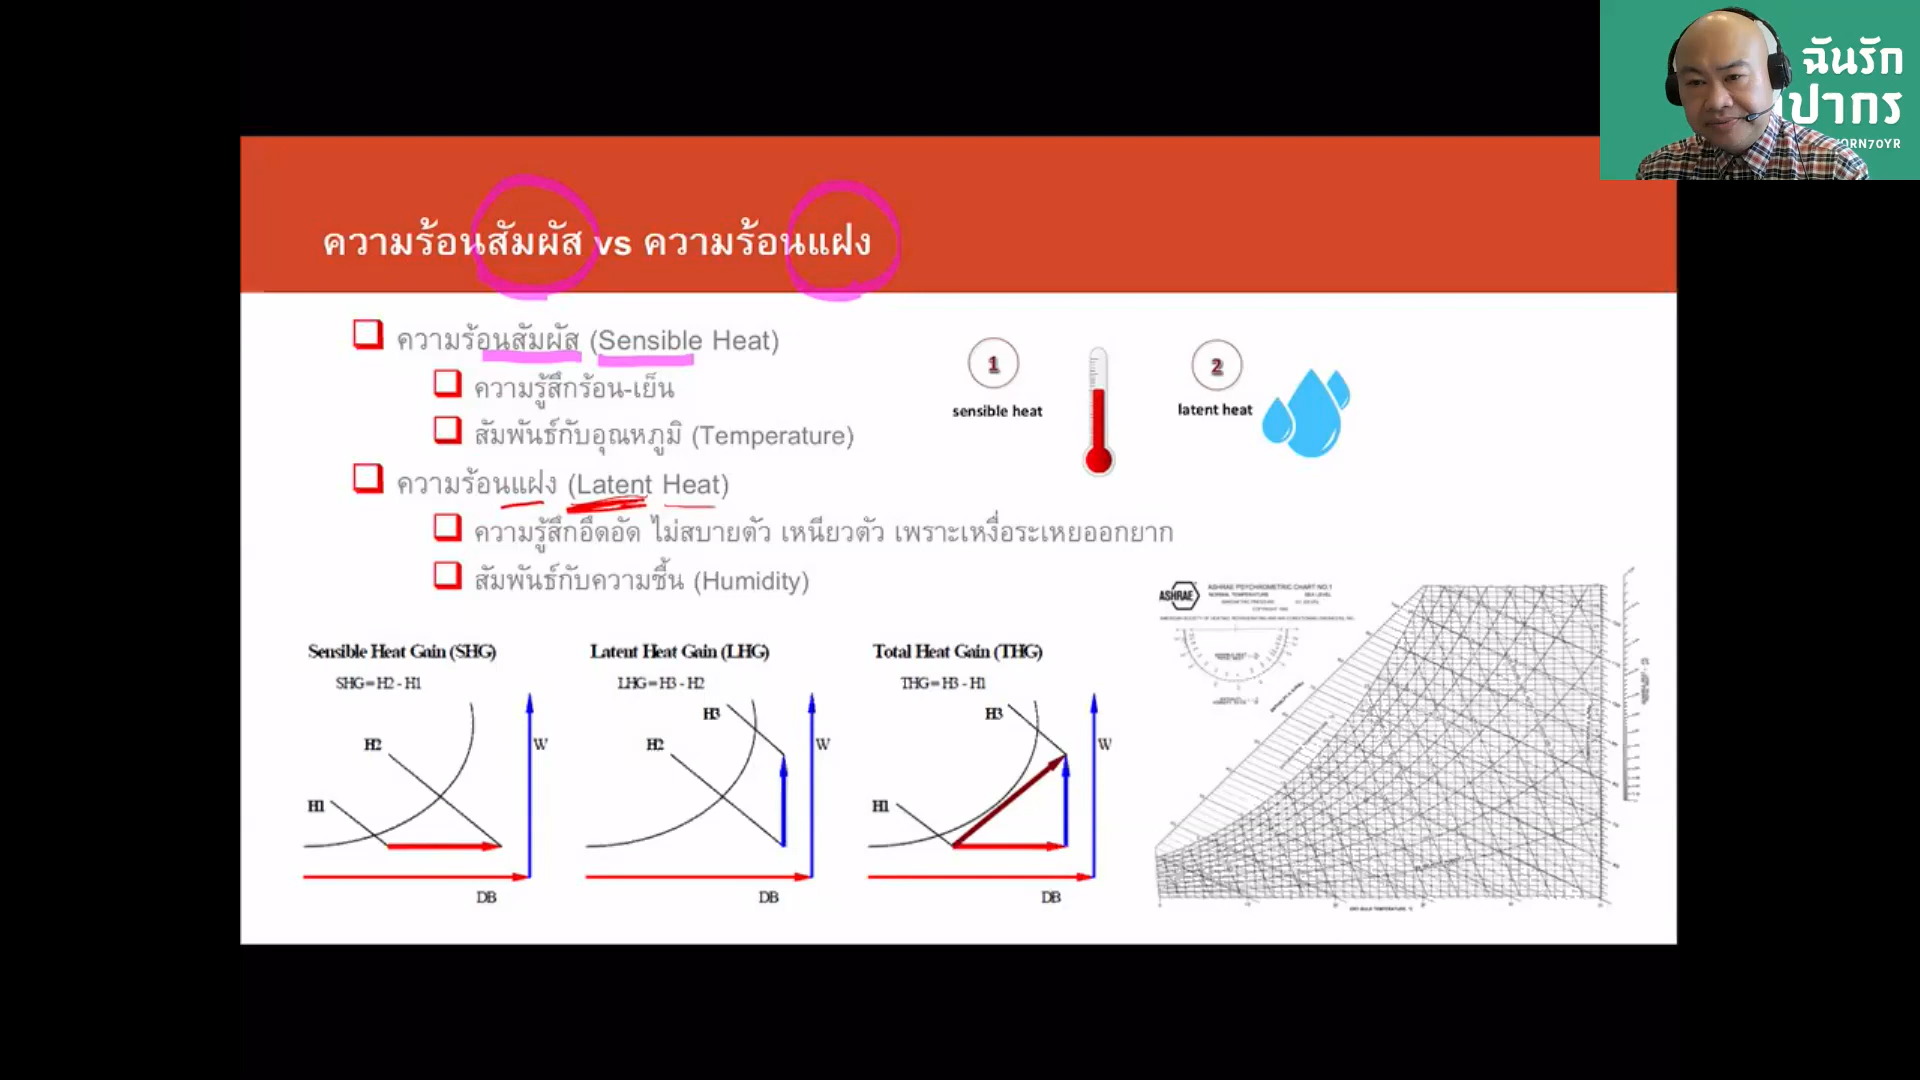 ฉันรัก
ปากร
ORN70YR
ความร้อนสัมผัส vs ความร้อนแฝง
ความร้อนสัมผัส (Sensible Heat)
ความรู้สึกร้อน-เย็น
สัมพันธ์กับอุณหภูมิ (Temperature)
ความร้อนแฝง (Latent Heat)
ความรู้สึกอึดอัด ไม่สบายตัว เหนียวตัว เพราะเหงื่อระเหยออกยาก
สัมพันธ์กับความชื้น (Humidity)
1
sensible heat
2
latent heat
Sensible Heat Gain (SHG)
SHG = H2 - H1
H2
H1
W
DB
Latent Heat Gain (LHG)
LHG = H3 - H2
H3
H2
W
DB
Total Heat Gain (THG)
THG = H3 - H1
H3
H1
W
DB
ASHRAE
ASHRAE PSYCHROMETRIC CHART NO.1
NORMAL TEMPERATURE
SEA LEVEL